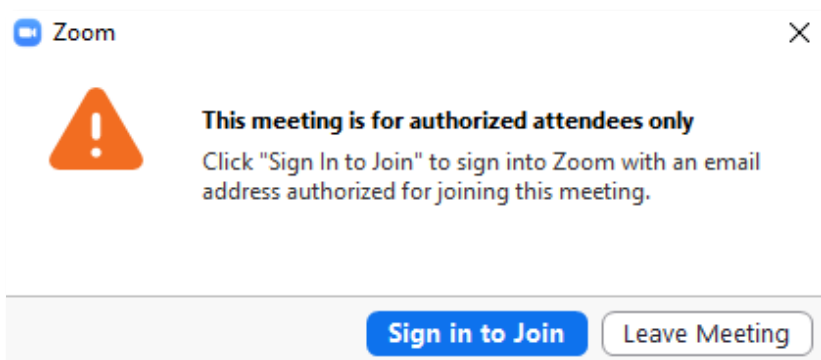 Zoom
This meeting is for authorized attendees only
Click "Sign In to Join" to sign into Zoom with an email
address authorized for joining this meeting.
Sign in to Join
Leave Meeting